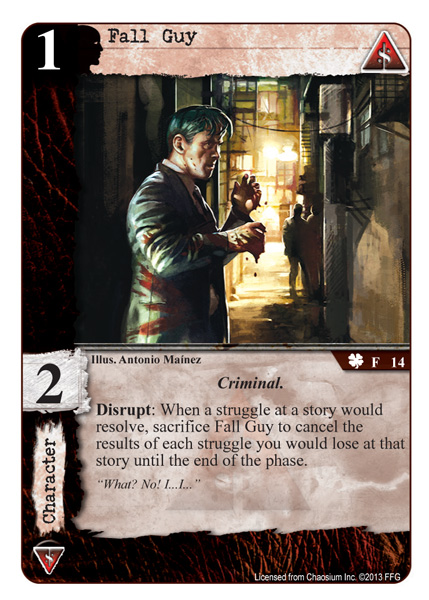 1
Fall Guy
Illus. Antonio Maínez
F 14
2
Criminal.
Disrupt: When a struggle at a story would
resolve, sacrifice Fall Guy to cancel the
results of each struggle you would lose at that
story until the end of the phase.
“What? No! I...I...”
Character
Licensed from Chaosium Inc. ©2013 FFG